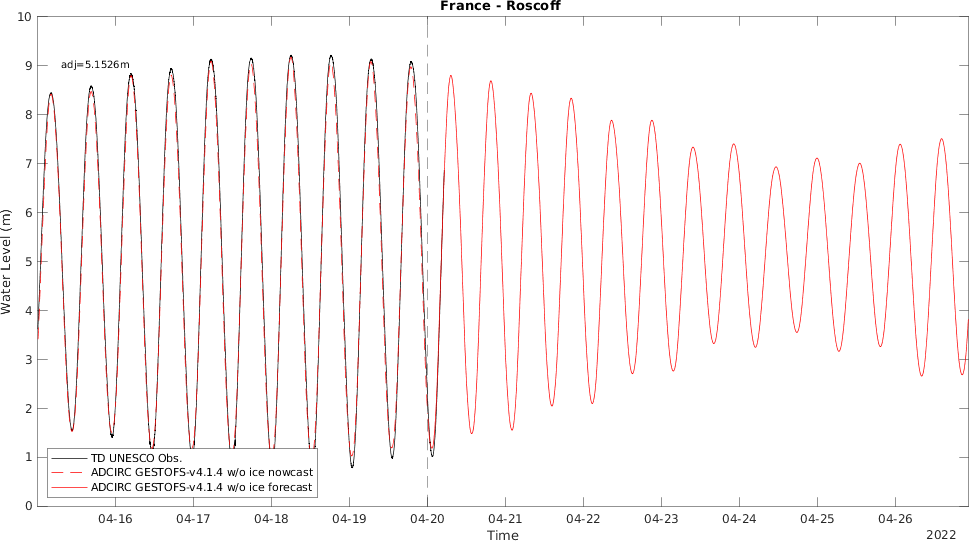 France - Roscoff
adj=5.1526m
Water Level (m)
10
9
8
7
6
5
4
3
2
1
0
TD UNESCO Obs.
ADCIRC GESTOFS-v4.1.4 w/o ice nowcast
ADCIRC GESTOFS-v4.1.4 w/o ice forecast
04-16 04-17 04-18 04-19 04-20 04-21 04-22 04-23 04-24 04-25 04-26
Time
2022